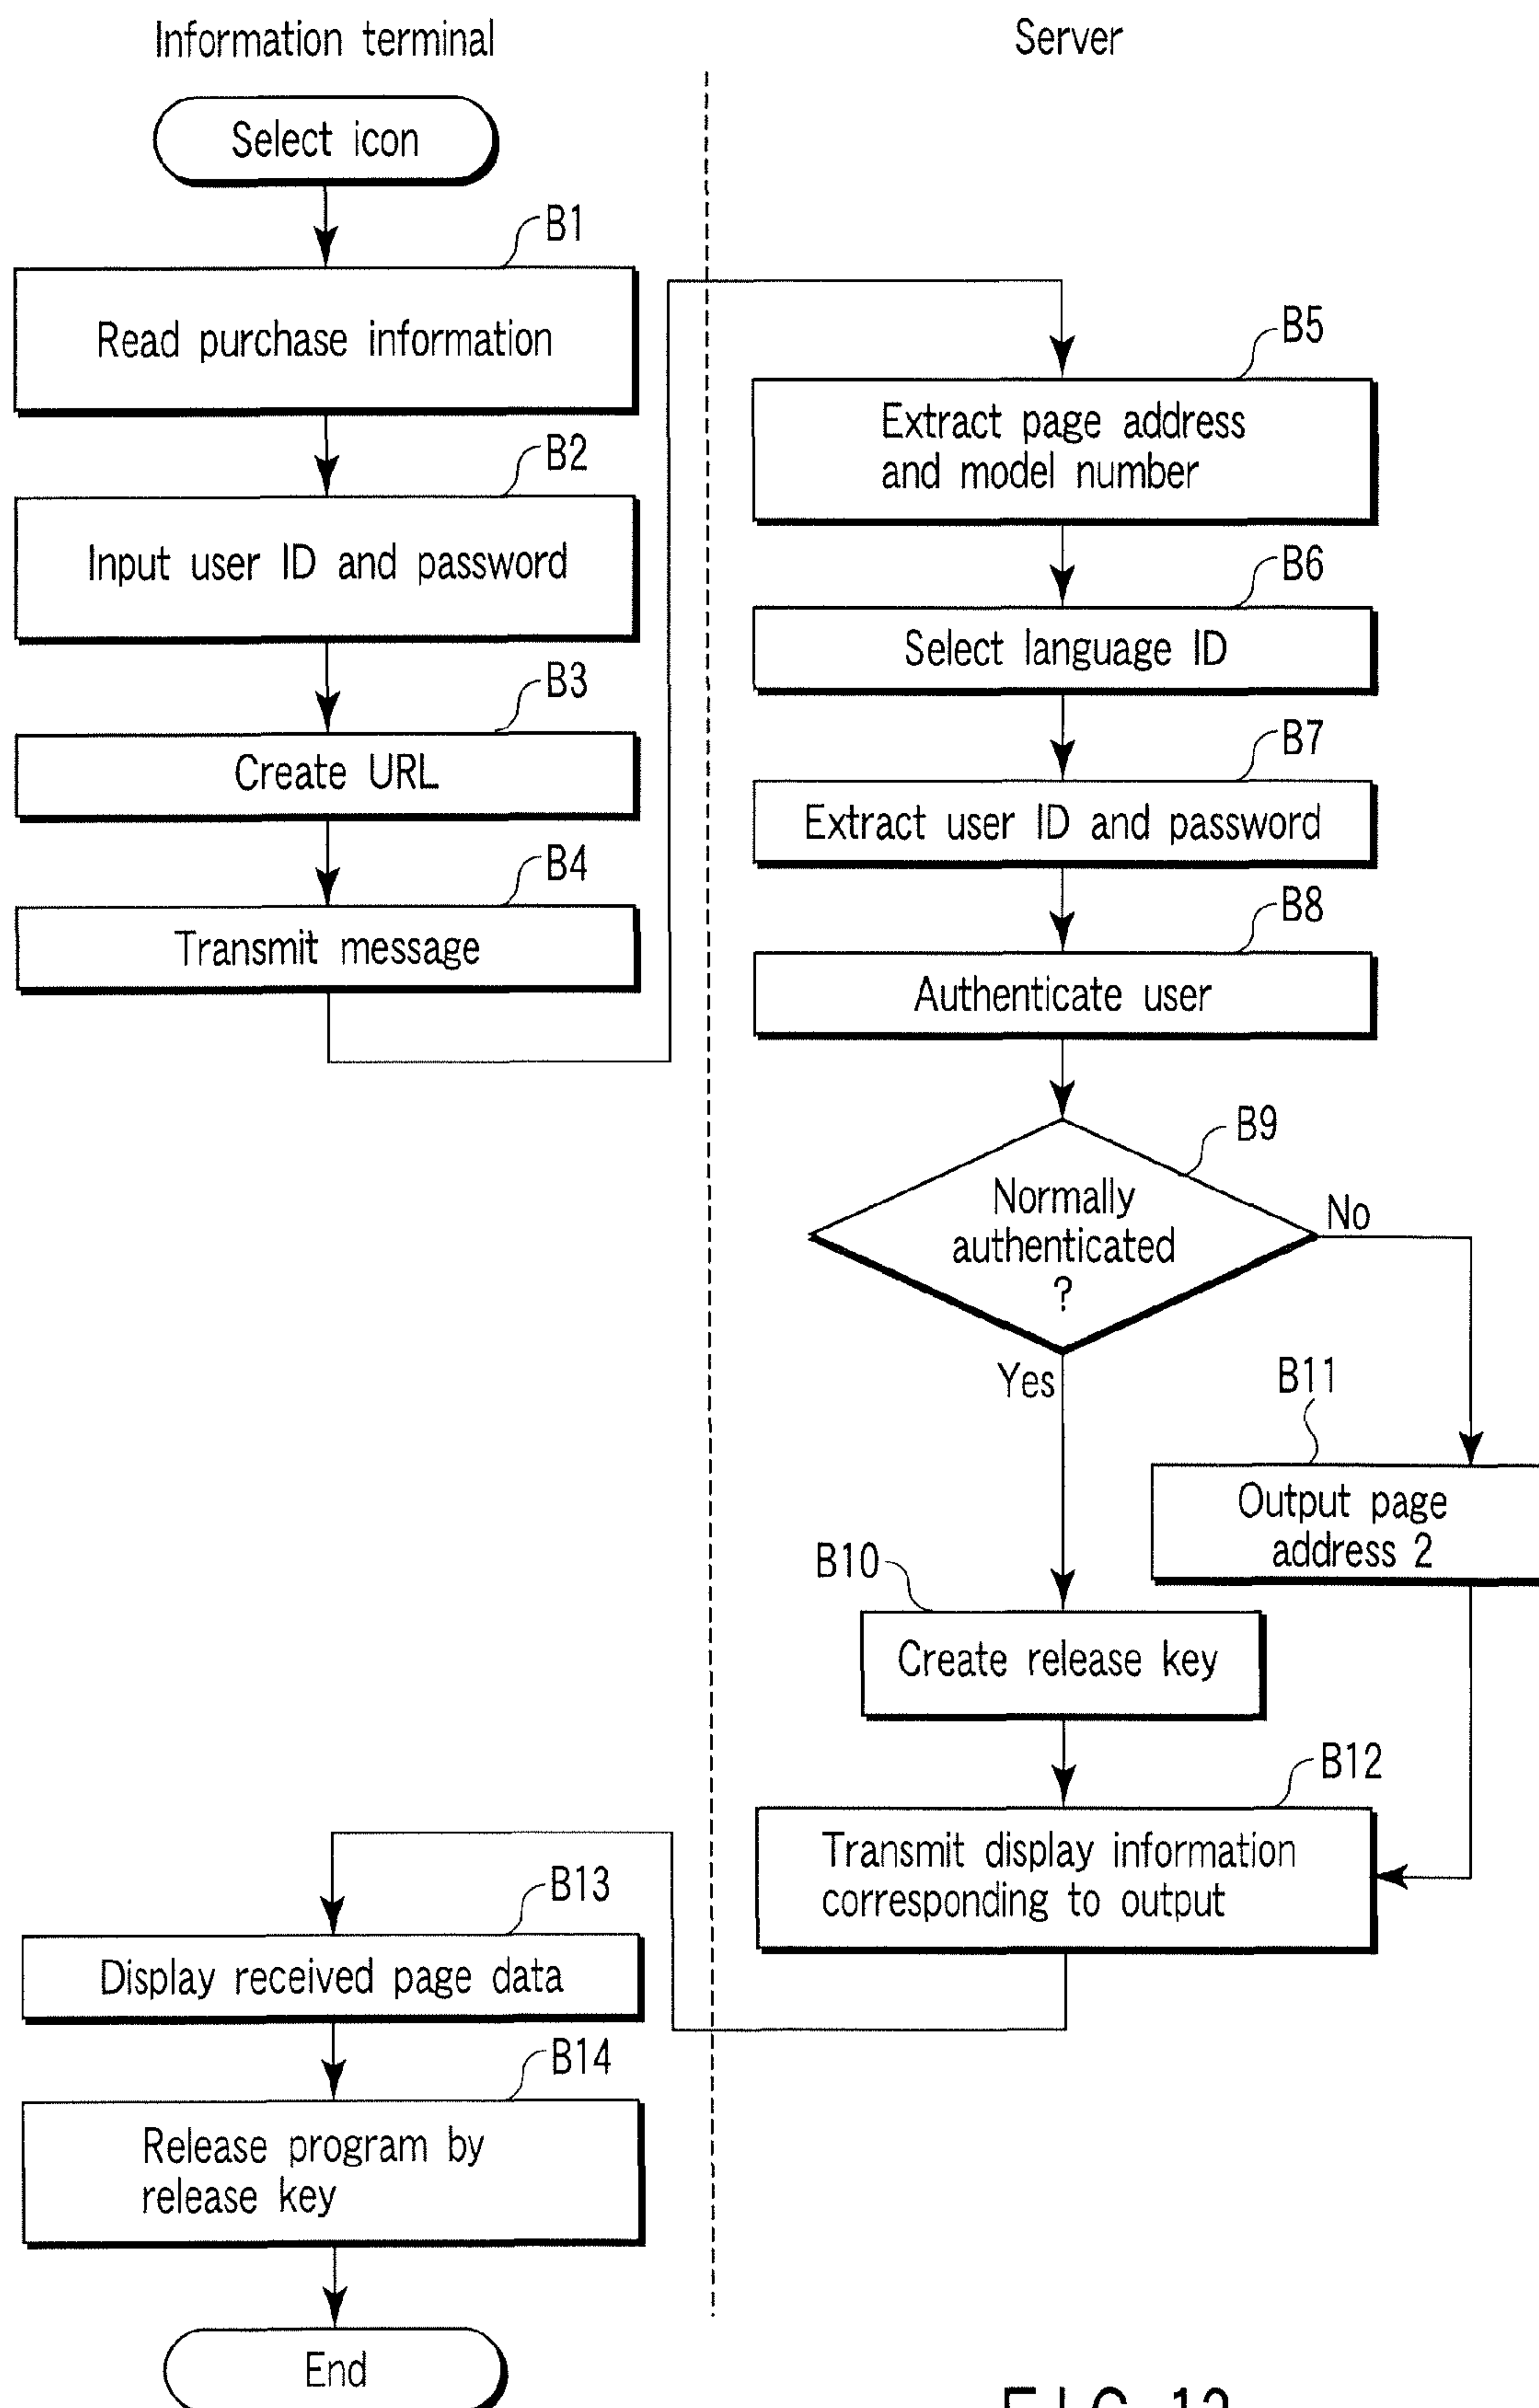 Information terminal
Server
Select icon
B1
Read purchase information
B2
Input user ID and password
B3
Create URL
B4
Transmit message
B5
Extract page address
and model number
B6
Select language ID
B7
Extract user ID and password
B8
Authenticate user
B9
Normally
authenticated
?
No
Yes
B11
Output page
address 2
B10
Create release key
B12
Transmit display information
corresponding to output
B13
Display received page data
B14
Release program by
release key
End